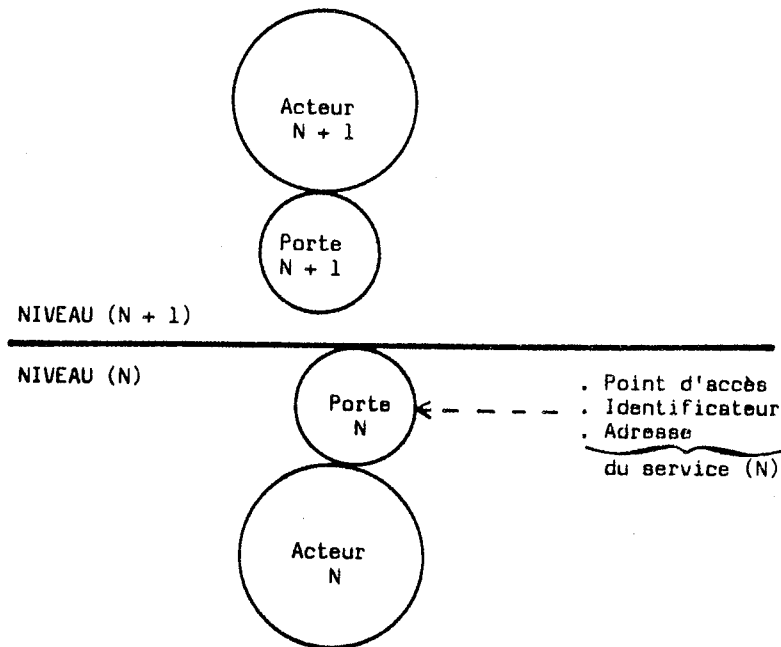 Acteur
N + 1
Porte
N + 1
NIVEAU (N + 1)
NIVEAU (N)
Porte
N
. Point d'accès
. Identificateur
. Adresse
du service (N)
Acteur
N